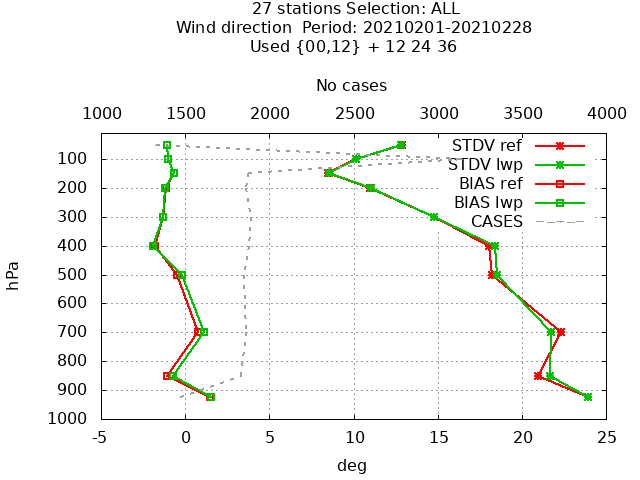 27 stations Selection: ALL
Wind direction  Period: 20210201-20210228
Used {00,12} + 12 24 36
No cases
1000 1500 2000 2500 3000 3500 4000
STDV ref
STDV lwp
BIAS ref
BIAS lwp
CASES
hPa
100
200
300
400
500
600
700
800
900
1000
-5 0 5 10 15 20 25
deg